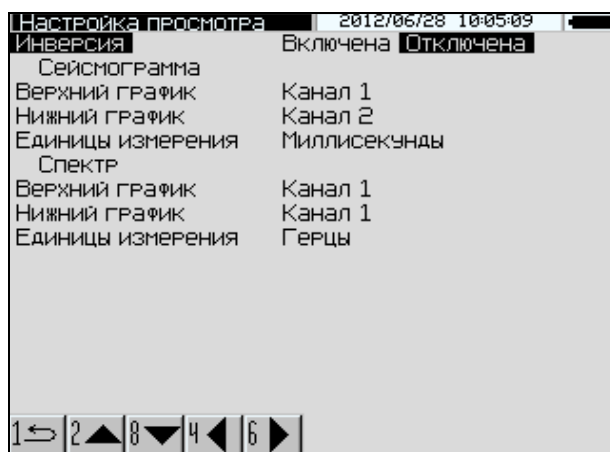 Настройка просмотра 2012/06/28 10:05:09
Инверсия Включена Отключена
Сейсмограмма
Верхний график Канал 1
Нижний график Канал 2
Единицы измерения Миллисекунды
Спектр
Верхний график Канал 1
Нижний график Канал 1
Единицы измерения Герцы
1 2 8 4 6